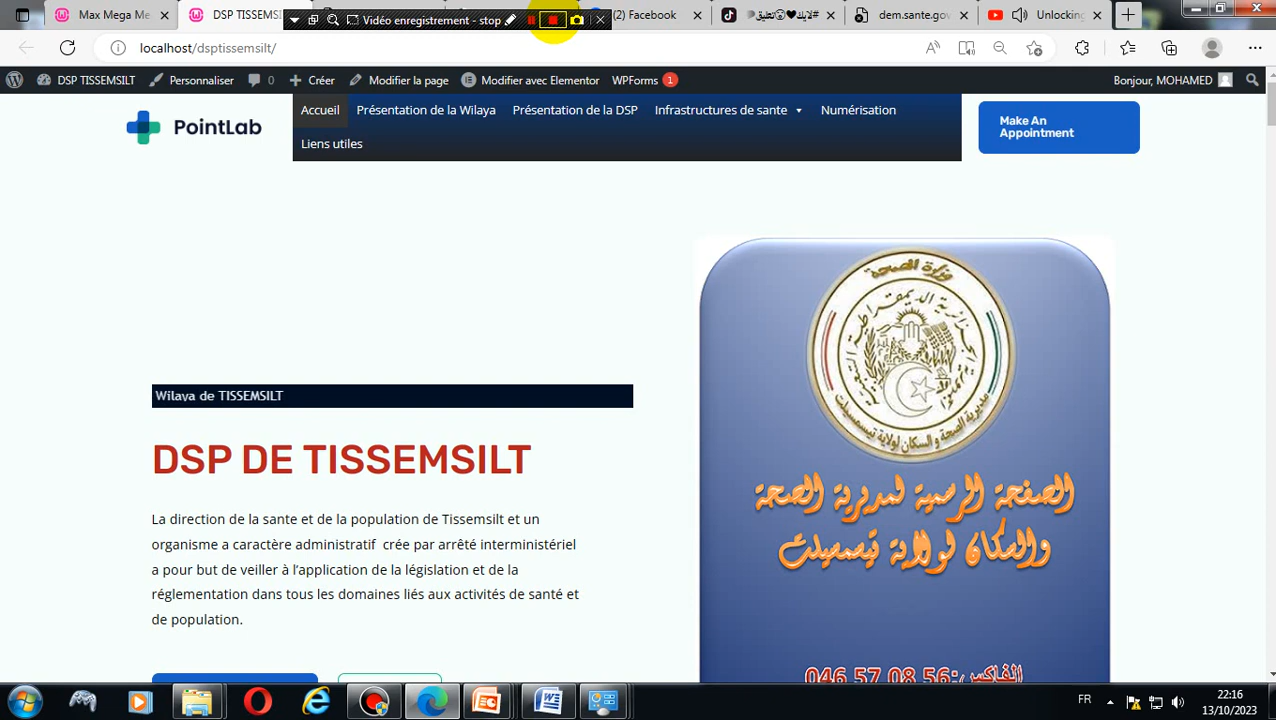 Max Mega Me
DSP TISSEMS
Vidéo enregistrement - stop
(2) Facebook
dem.sante.gov
Unlocking
localhost/dsptissemsilt/
DSP TISSEMSILT
Personnaliser
0
Créer
Modifier la page
Modifier avec Elementor
WPForms
1
Bonjour, MOHAMED
PointLab
Accueil
Présentation de la Wilaya
Présentation de la DSP
Infrastructures de sante
Numérisation
Liens utiles
Make An
Appointment
Wilaya de TISSEMSILT
DSP DE TISSEMSILT
La direction de la sante et de la population de Tissemsilt et un
organisme a caractère administratif crée par arrêté interministériel
a pour but de veiller à l'application de la législation et de la
réglementation dans tous les domaines liés aux activités de santé et
de population.
وزارة الصحة
مديرية الصحة و السكان لولاية تيسمسيلت
الصفحة الرسمية لمديرية الصحة
والسكان لولاية تيسمسيلت
الفاكس:046 57 08 56
FR
22:16
13/10/2023